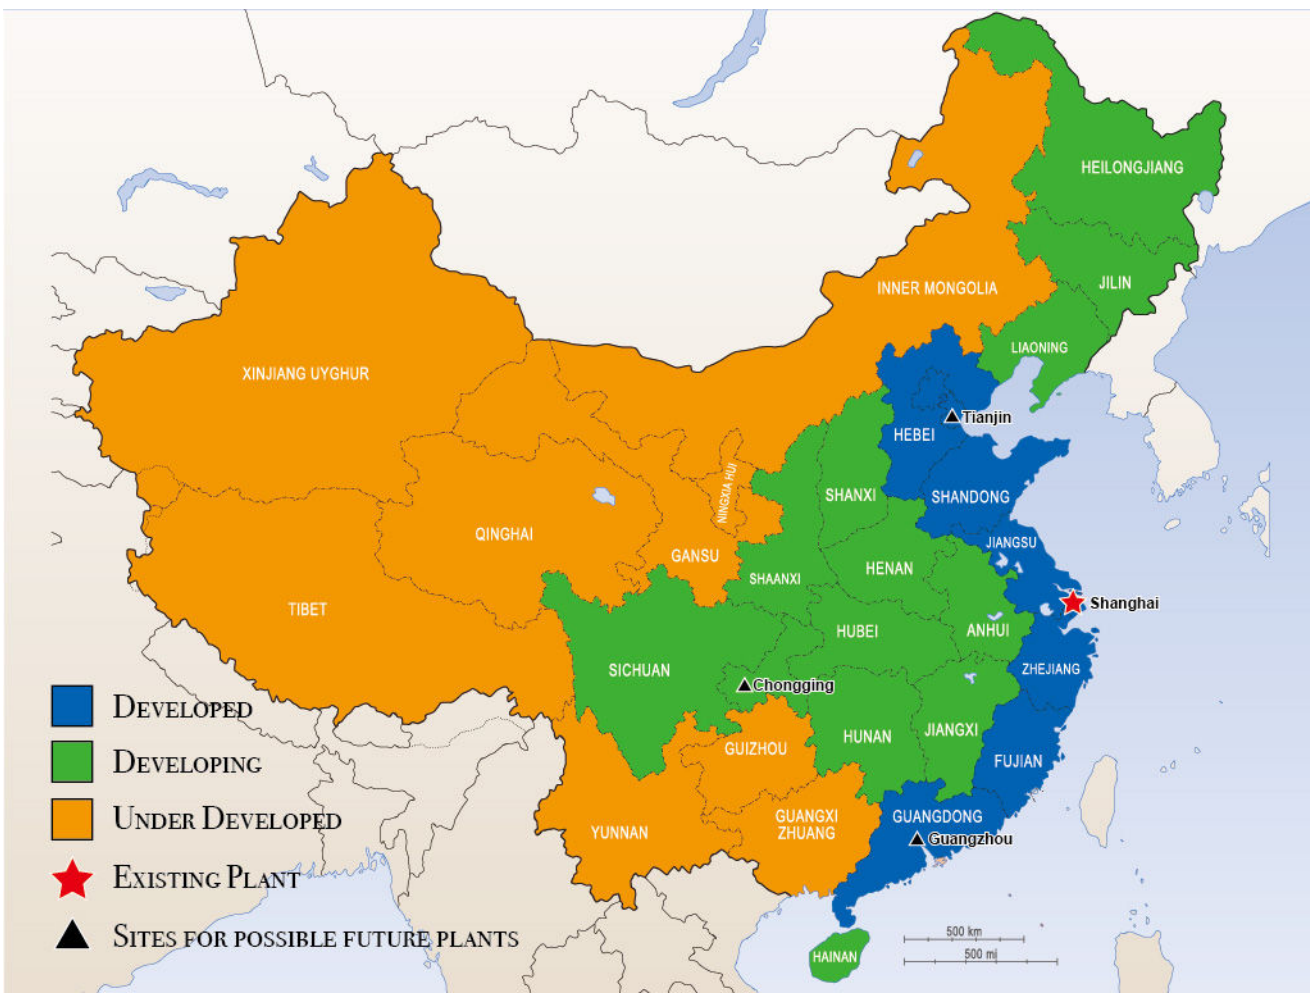 HEILONGJIANG
JILIN
INNER MONGOLIA
LIAONING
XINJIANG UYGHUR
Tianjin
HEBEI
NINGXIA HUI
SHANXI
SHANDONG
QINGHAI
GANSU
JIANGSU
HENAN
SHAANXI
TIBET
Shanghai
HUBEI
ANHUI
SICHUAN
ZHEJIANG
Chongging
GUIZHOU
HUNAN
JIANGXI
FUJIAN
YUNNAN
GUANGXI
ZHUANG
GUANGDONG
Guangzhou
HAINAN
DEVELOPED
DEVELOPING
UNDER DEVELOPED
EXISTING PLANT
SITES FOR POSSIBLE FUTURE PLANTS
500 km
500 mi